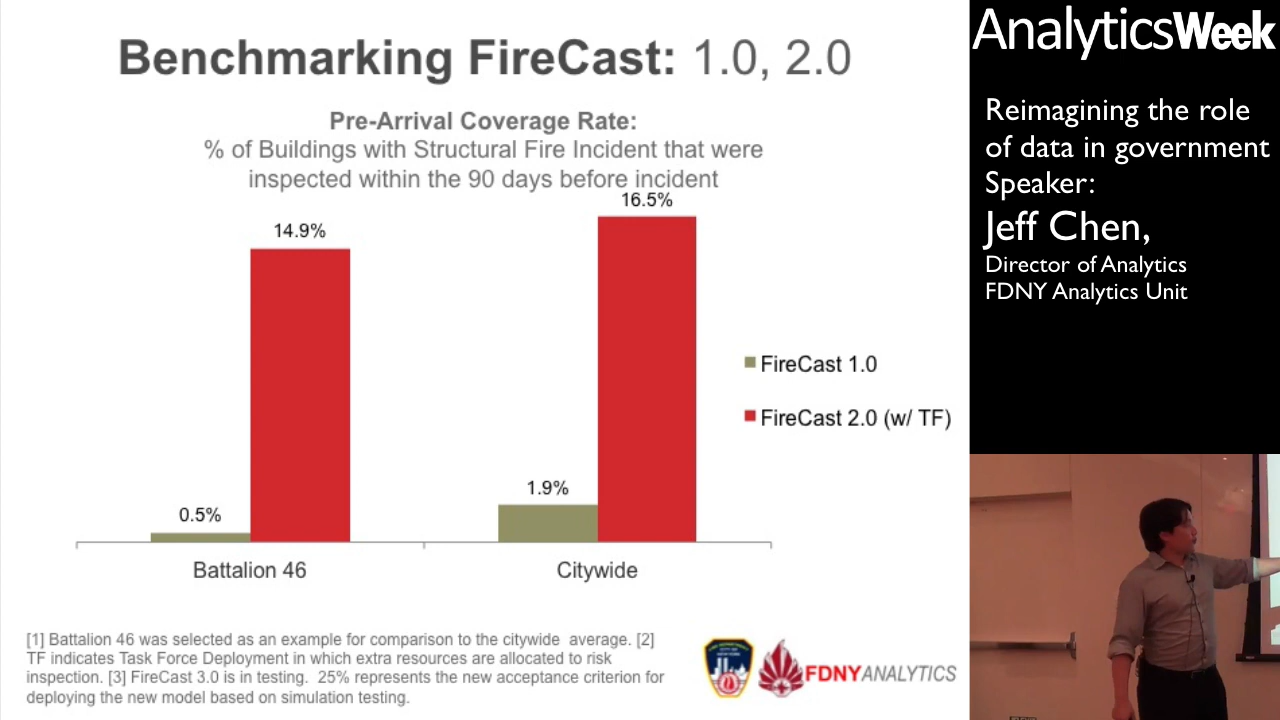 Benchmarking FireCast: 1.0, 2.0
Pre-Arrival Coverage Rate:
% of Buildings with Structural Fire Incident that were
inspected within the 90 days before incident
14.9%
16.5%
0.5%
1.9%
Battalion 46
Citywide
FireCast 1.0
FireCast 2.0 (w/ TF)
[1] Battalion 46 was selected as an example for comparison to the citywide average. [2]
TF indicates Task Force Deployment in which extra resources are allocated to risk
inspection. [3] FireCast 3.0 is in testing. 25% represents the new acceptance criterion for
deploying the new model based on simulation testing.
FDNYANALYTICS
AnalyticsWeek
Reimagining the role
of data in government
Speaker:
Jeff Chen,
Director of Analytics
FDNY Analytics Unit